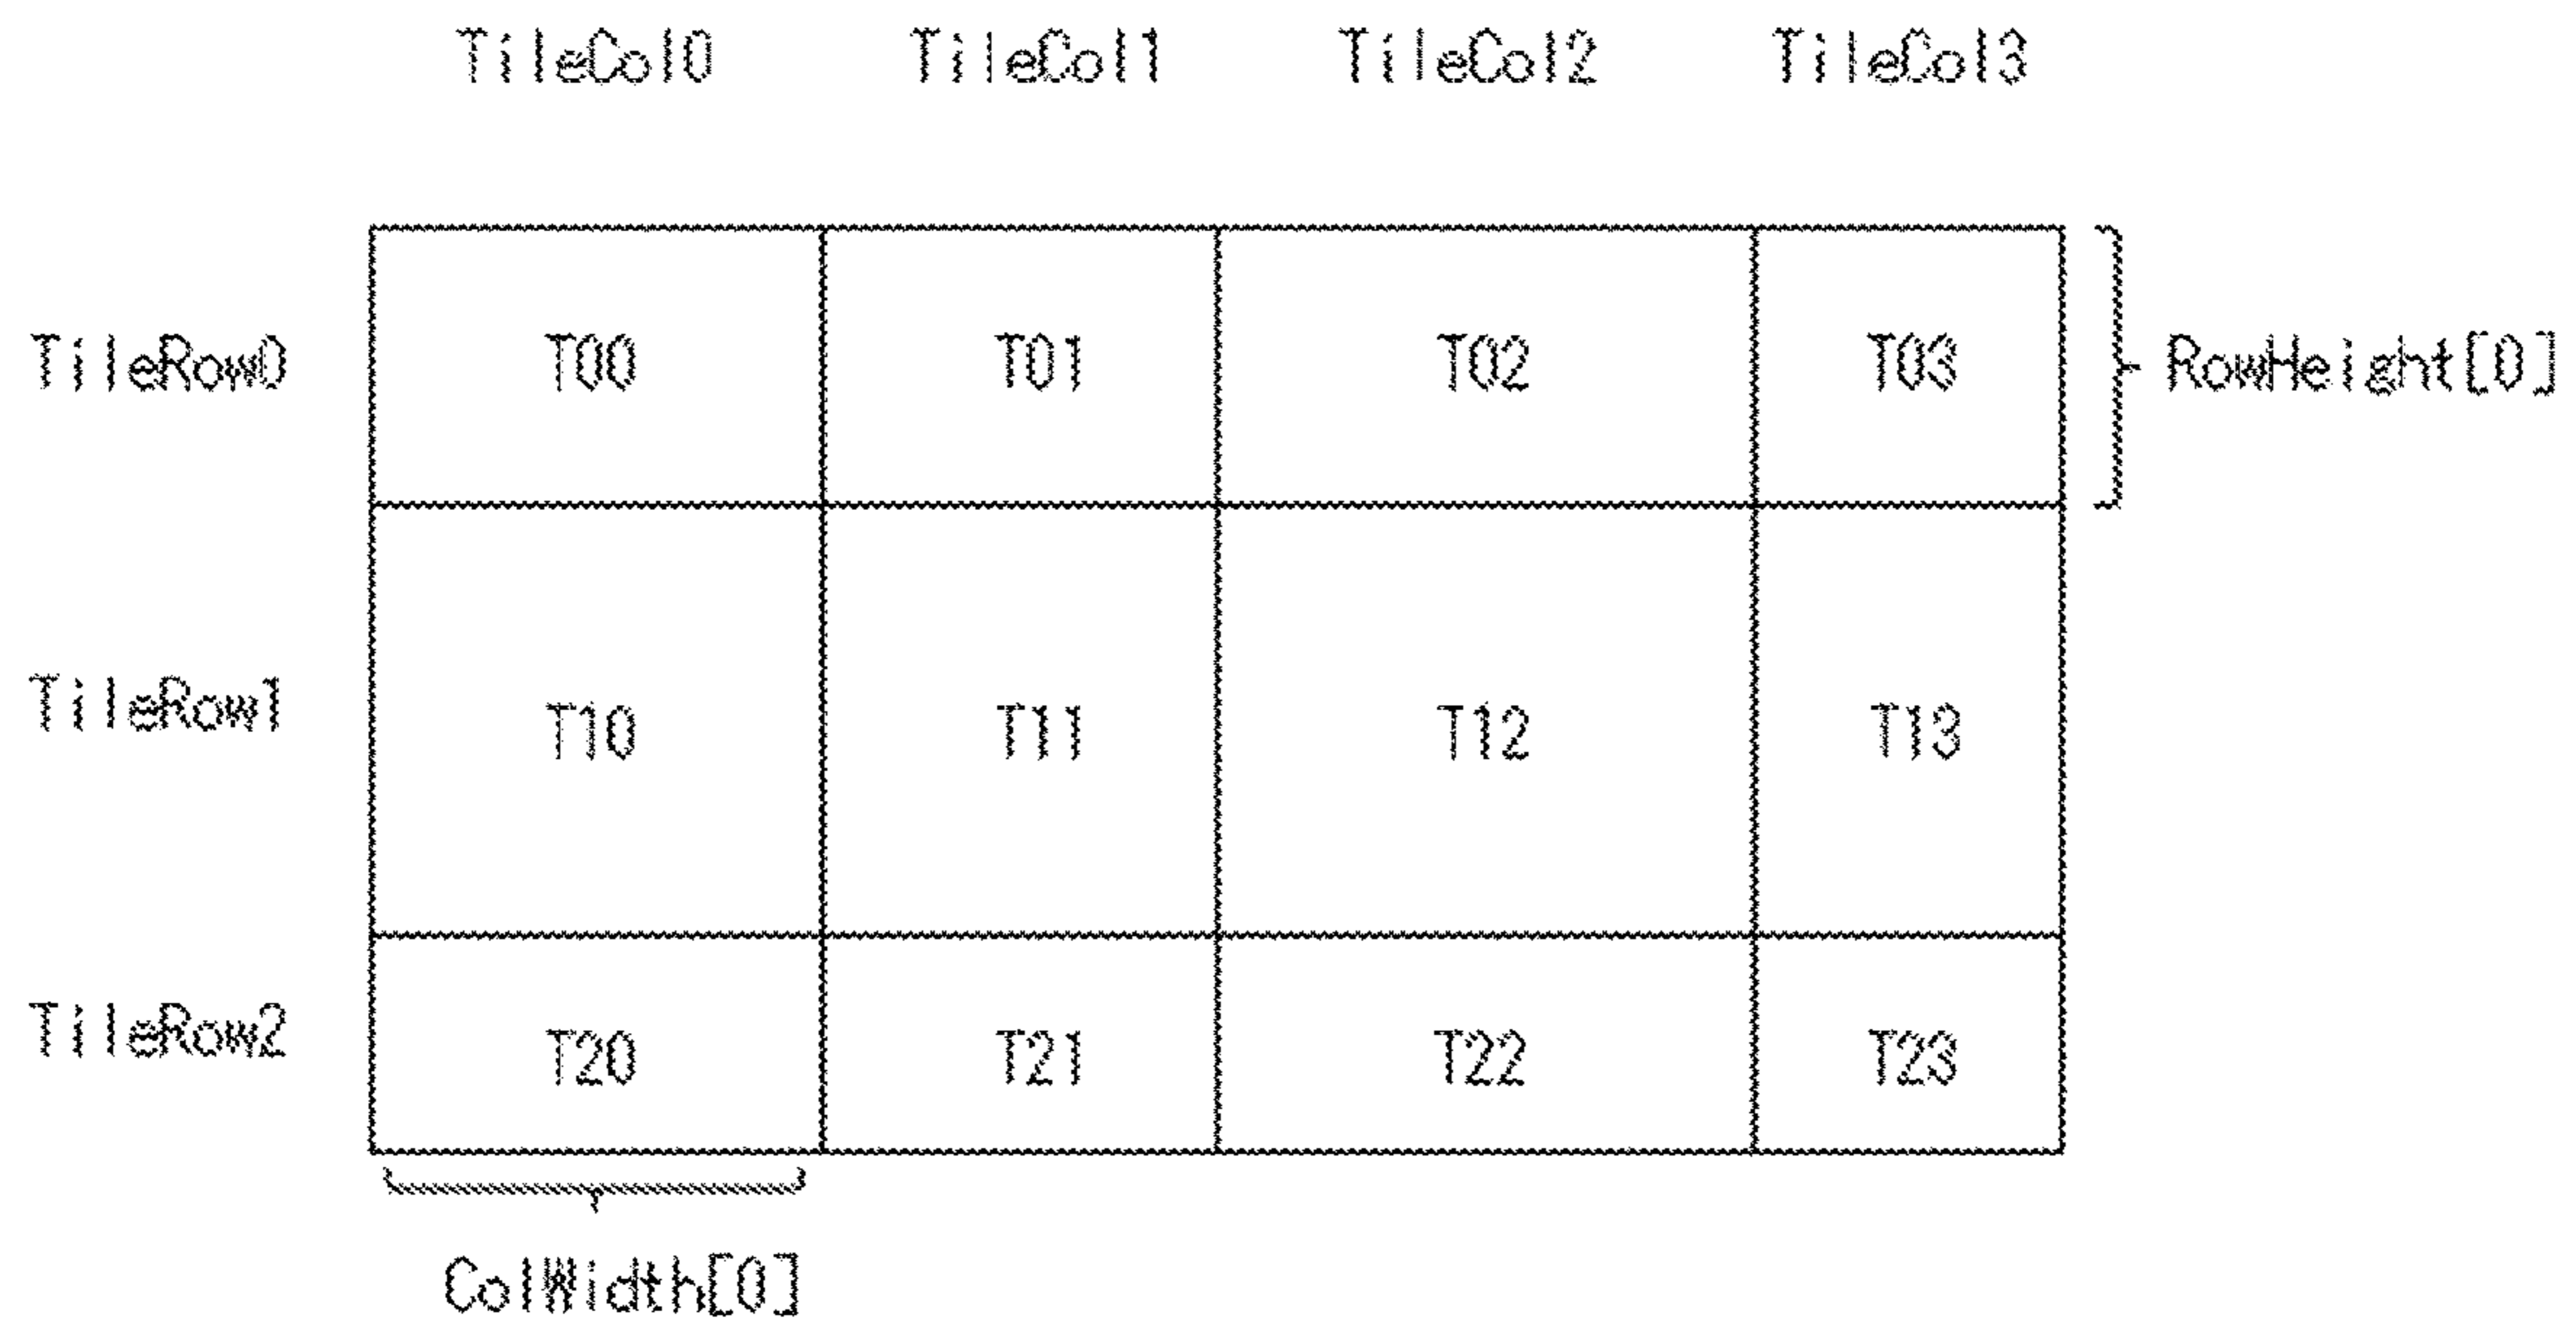 TileCol0 TileCol1 TileCol2 TileCol3
TileRow0 T00 T01 T02 T03 RowHeight[0]
TileRow1 T10 T11 T12 T13
TileRow2 T20 T21 T22 T23
ColWidth[0]